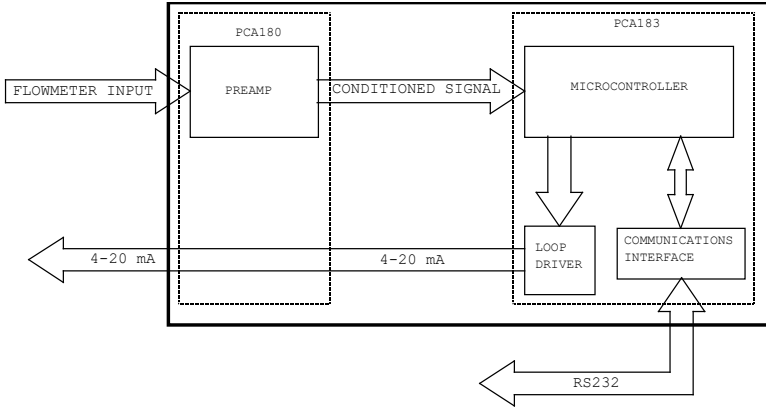 PCA180
PCA183
FLOWMETER INPUT
PREAMP
CONDITIONED SIGNAL
MICROCONTROLLER
4-20 mA
4-20 mA
LOOP
DRIVER
COMMUNICATIONS
INTERFACE
RS232